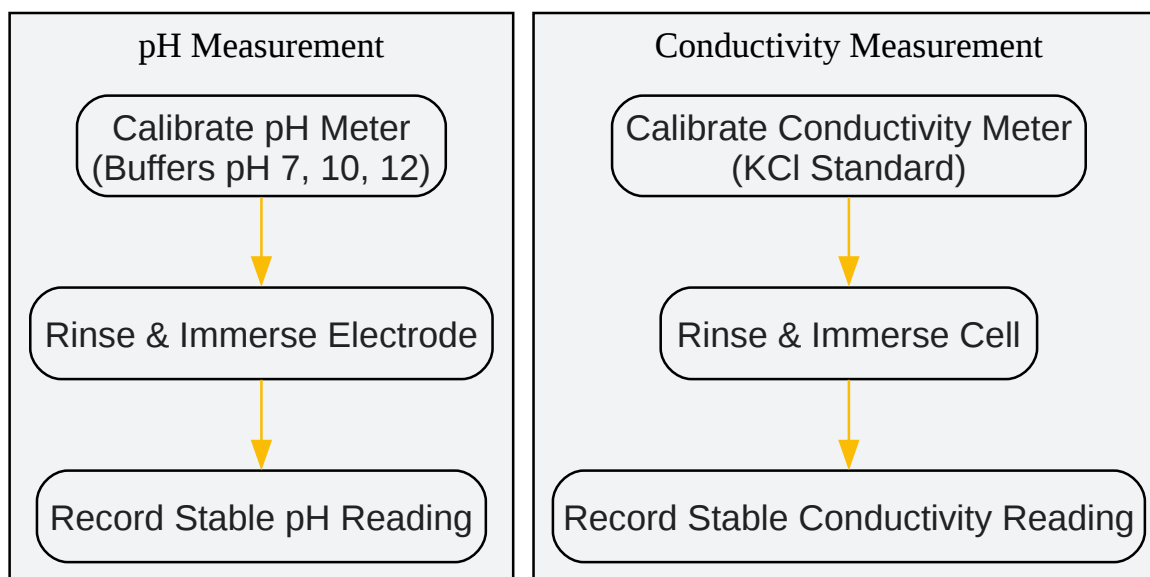 pH Measurement
Calibrate pH Meter
(Buffers pH 7, 10, 12)
Rinse & Immerse Electrode
Record Stable pH Reading
Conductivity Measurement
Calibrate Conductivity Meter
(KCl Standard)
Rinse & Immerse Cell
Record Stable Conductivity Reading